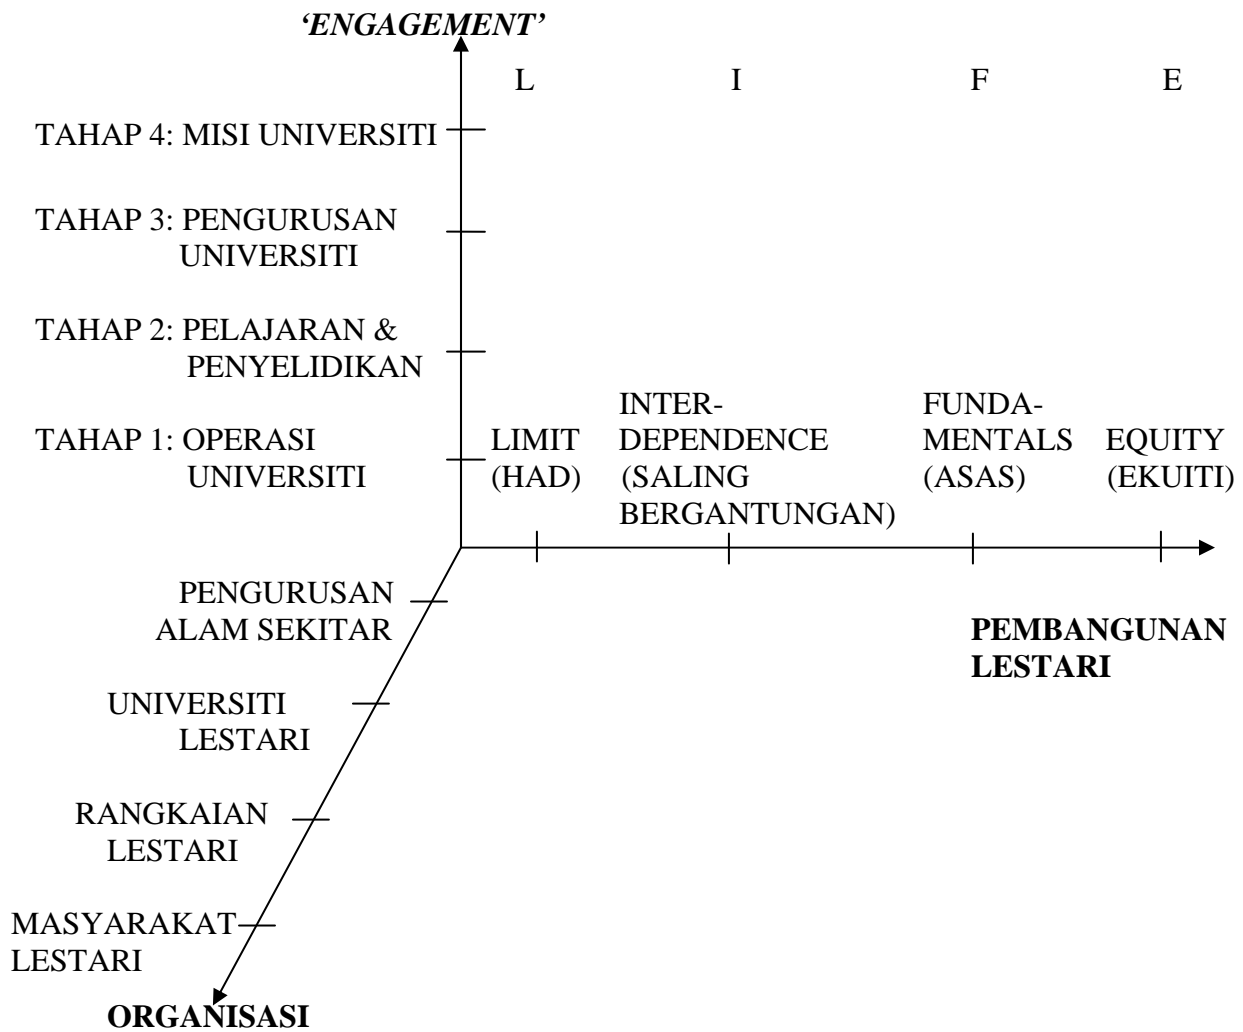 ‘ENGAGEMENT’
L I F E
TAHAP 4: MISI UNIVERSITI
TAHAP 3: PENGURUSAN
UNIVERSITI
TAHAP 2: PELAJARAN &
PENYELIDIKAN
TAHAP 1: OPERASI
UNIVERSITI
LIMIT
(HAD)
INTER-
DEPENDENCE
(SALING
BERGANTUNGAN)
FUNDA-
MENTALS
(ASAS)
EQUITY
(EKUITI)
PENGURUSAN
ALAM SEKITAR
PEMBANGUNAN
LESTARI
UNIVERSITI
LESTARI
RANGKAIAN
LESTARI
MASYARAKAT
LESTARI
ORGANISASI